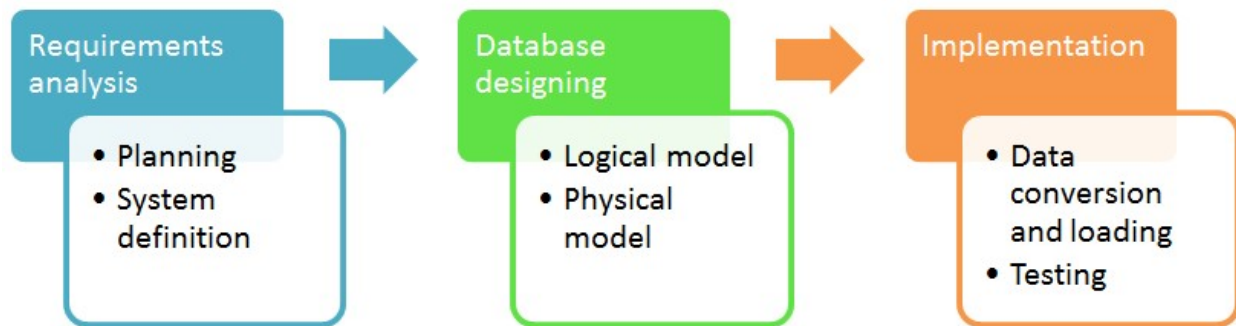 Requirements
analysis
• Planning
• System
definition
Database
designing
• Logical model
• Physical
model
Implementation
• Data
conversion
and loading
• Testing